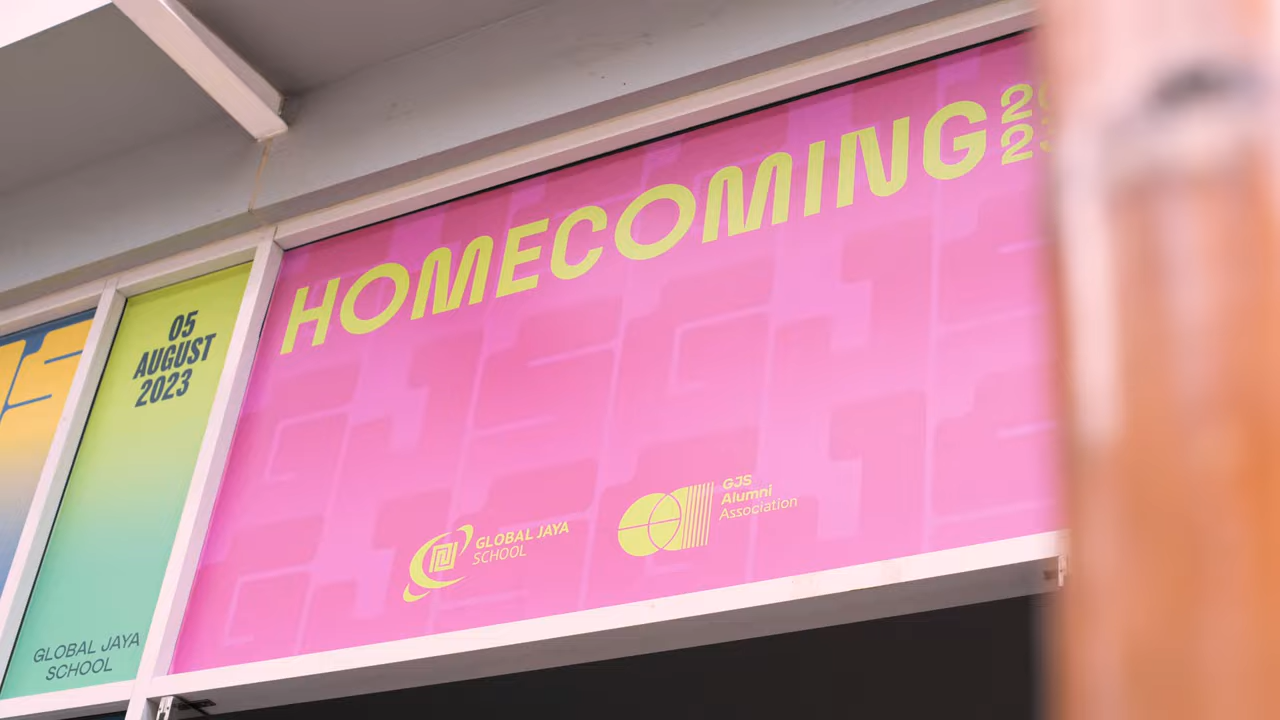 05
AUGUST
2023
GLOBAL JAYA
SCHOOL
HOMECOMING
GLOBAL JAYA
SCHOOL
GJS
Alumni
Association